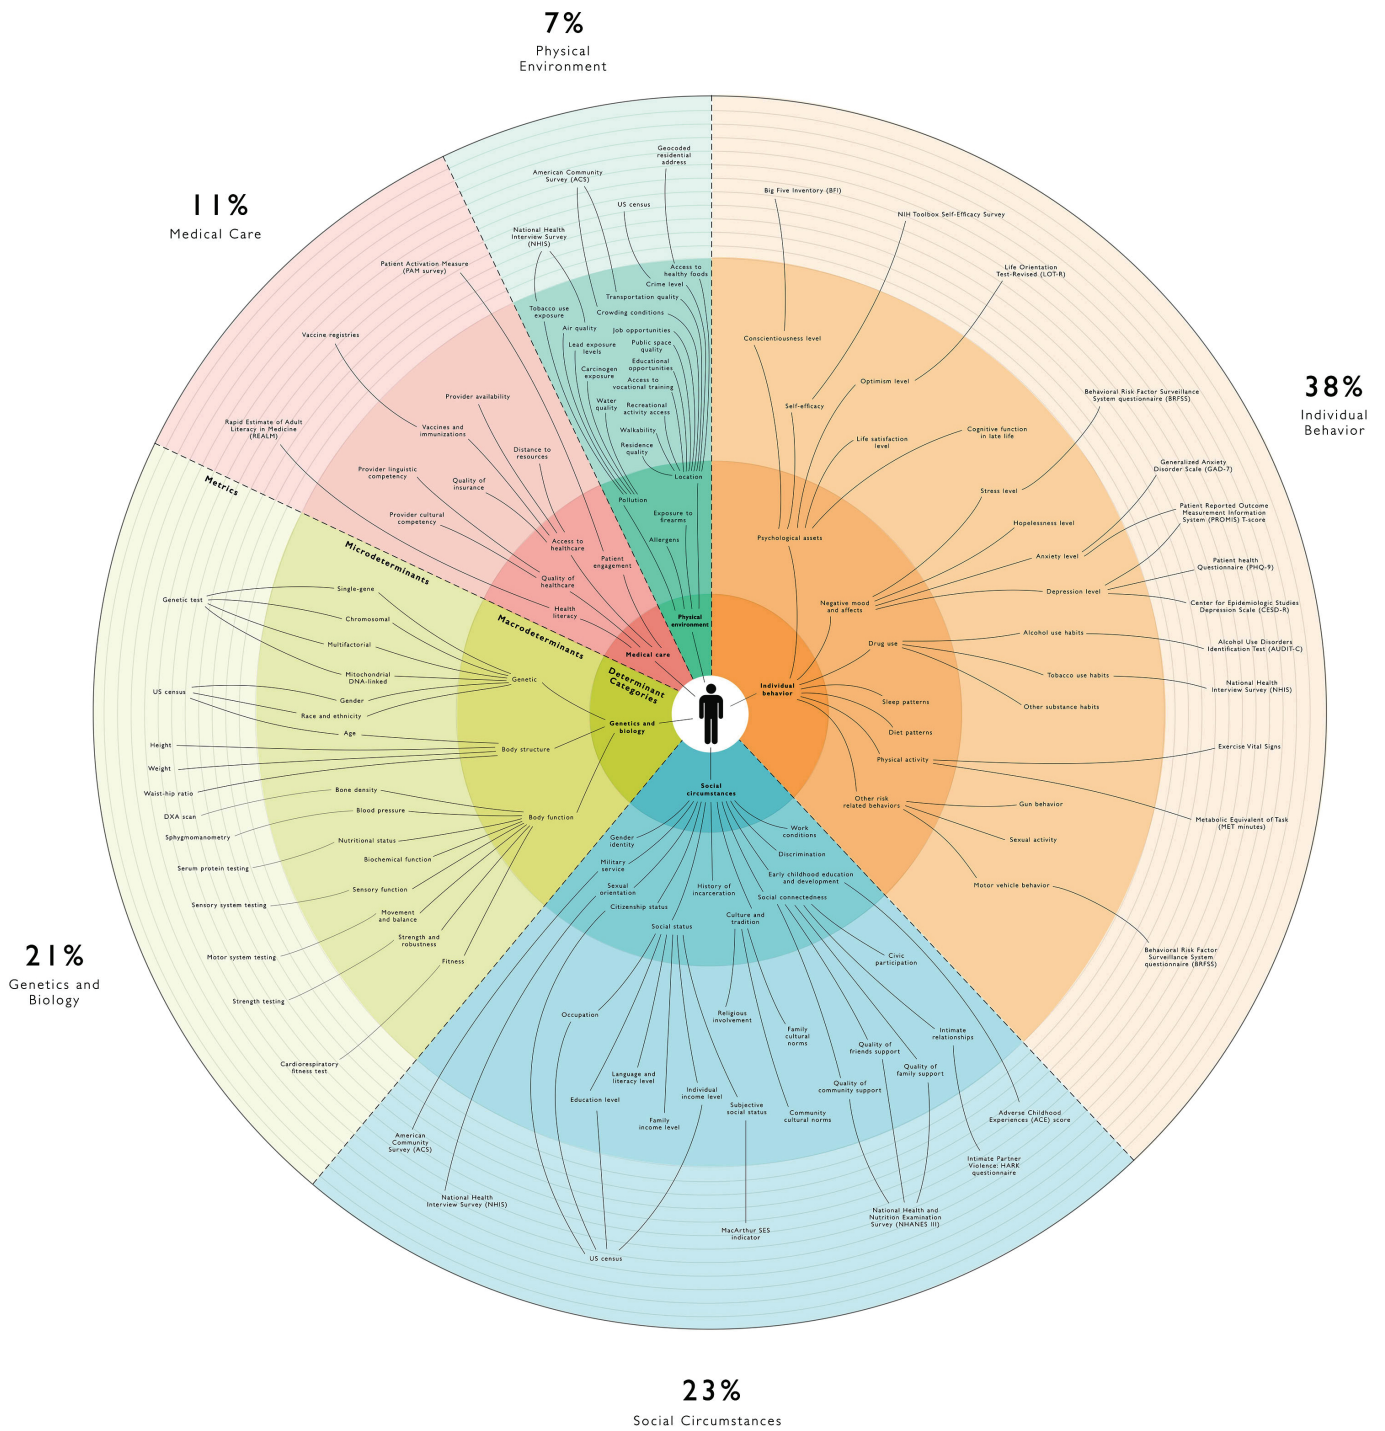 7%
Physical
Environment
11%
Medical Care
38%
Individual
Behavior
21%
Genetics and
Biology
23%
Social Circumstances
Metrics
Microdeterminants
Macrodeterminants
Determinant
Categories
Physical
environment
Geocoded
residential
address
American Community
Survey (ACS)
US census
National Health
Interview Survey
(NHIS)
Access to
healthy foods
Crime level
Transportation quality
Tobacco use
exposure
Crowding conditions
Air quality
Job opportunities
Lead exposure
levels
Public space
quality
Educational
opportunities
Carcinogen
exposure
Access to
vocational training
Water
quality
Recreational
activity access
Walkability
Residence
quality
Location
Pollution
Exposure to
firearms
Allergens
Medical care
Patient Activation Measure
(PAM survey)
Vaccine registries
Rapid Estimate of Adult
Literacy in Medicine
(REALM)
Provider availability
Vaccines and
immunizations
Distance to
resources
Provider linguistic
competency
Quality of
insurance
Provider cultural
competency
Access to
healthcare
Patient
engagement
Quality of
healthcare
Health
literacy
Individual
behavior
Big Five Inventory (BFI)
NIH Toolbox Self-Efficacy Survey
Life Orientation
Test-Revised (LOT-R)
Conscientiousness level
Optimism level
Self-efficacy
Life satisfaction
level
Cognitive function
in late life
Psychological assets
Behavioral Risk Factor Surveillance
System questionnaire (BRFSS)
Generalized Anxiety
Disorder Scale (GAD-7)
Stress level
Patient Reported Outcome
Measurement Information
System (PROMIS) T-score
Hopelessness level
Anxiety level
Patient health
Questionnaire (PHQ-9)
Depression level
Center for Epidemiologic Studies
Depression Scale (CESD-R)
Negative mood
and affects
Drug use
Alcohol use habits
Alcohol Use Disorders
Identification Test (AUDIT-C)
Tobacco use habits
National Health
Interview Survey (NHIS)
Other substance habits
Sleep patterns
Diet patterns
Physical activity
Exercise Vital Signs
Metabolic Equivalent of Task
(MET minutes)
Other risk
related behaviors
Gun behavior
Sexual activity
Motor vehicle behavior
Behavioral Risk Factor
Surveillance System
questionnaire (BRFSS)
Genetics and
biology
Genetic test
Single-gene
Chromosomal
Multifactorial
Mitochondrial
DNA-linked
Genetic
US census
Gender
Race and ethnicity
Age
Height
Weight
Waist-hip ratio
Body structure
Bone density
DXA scan
Blood pressure
Sphygmomanometry
Body function
Nutritional status
Biochemical function
Serum protein testing
Sensory function
Sensory system testing
Movement
and balance
Strength and
robustness
Motor system testing
Fitness
Strength testing
Cardiorespiratory
fitness test
Social
circumstances
Gender
identity
Work
conditions
Military
service
Discrimination
Sexual
orientation
History of
incarceration
Early childhood education
and development
Citizenship status
Social connectedness
Social status
Culture and
tradition
Civic
participation
Occupation
Religious
involvement
Family
cultural
norms
Intimate
relationships
Quality of
friends support
Language and
literacy level
Quality of
family support
Education level
Individual
income level
Quality of
community support
Family
income level
Subjective
social status
Community
cultural norms
Adverse Childhood
Experiences (ACE) score
American
Community
Survey (ACS)
Intimate Partner
Violence: HARK
questionnaire
National Health
Interview Survey (NHIS)
National Health and
Nutrition Examination
Survey (NHANES III)
MacArthur SES
indicator
US census